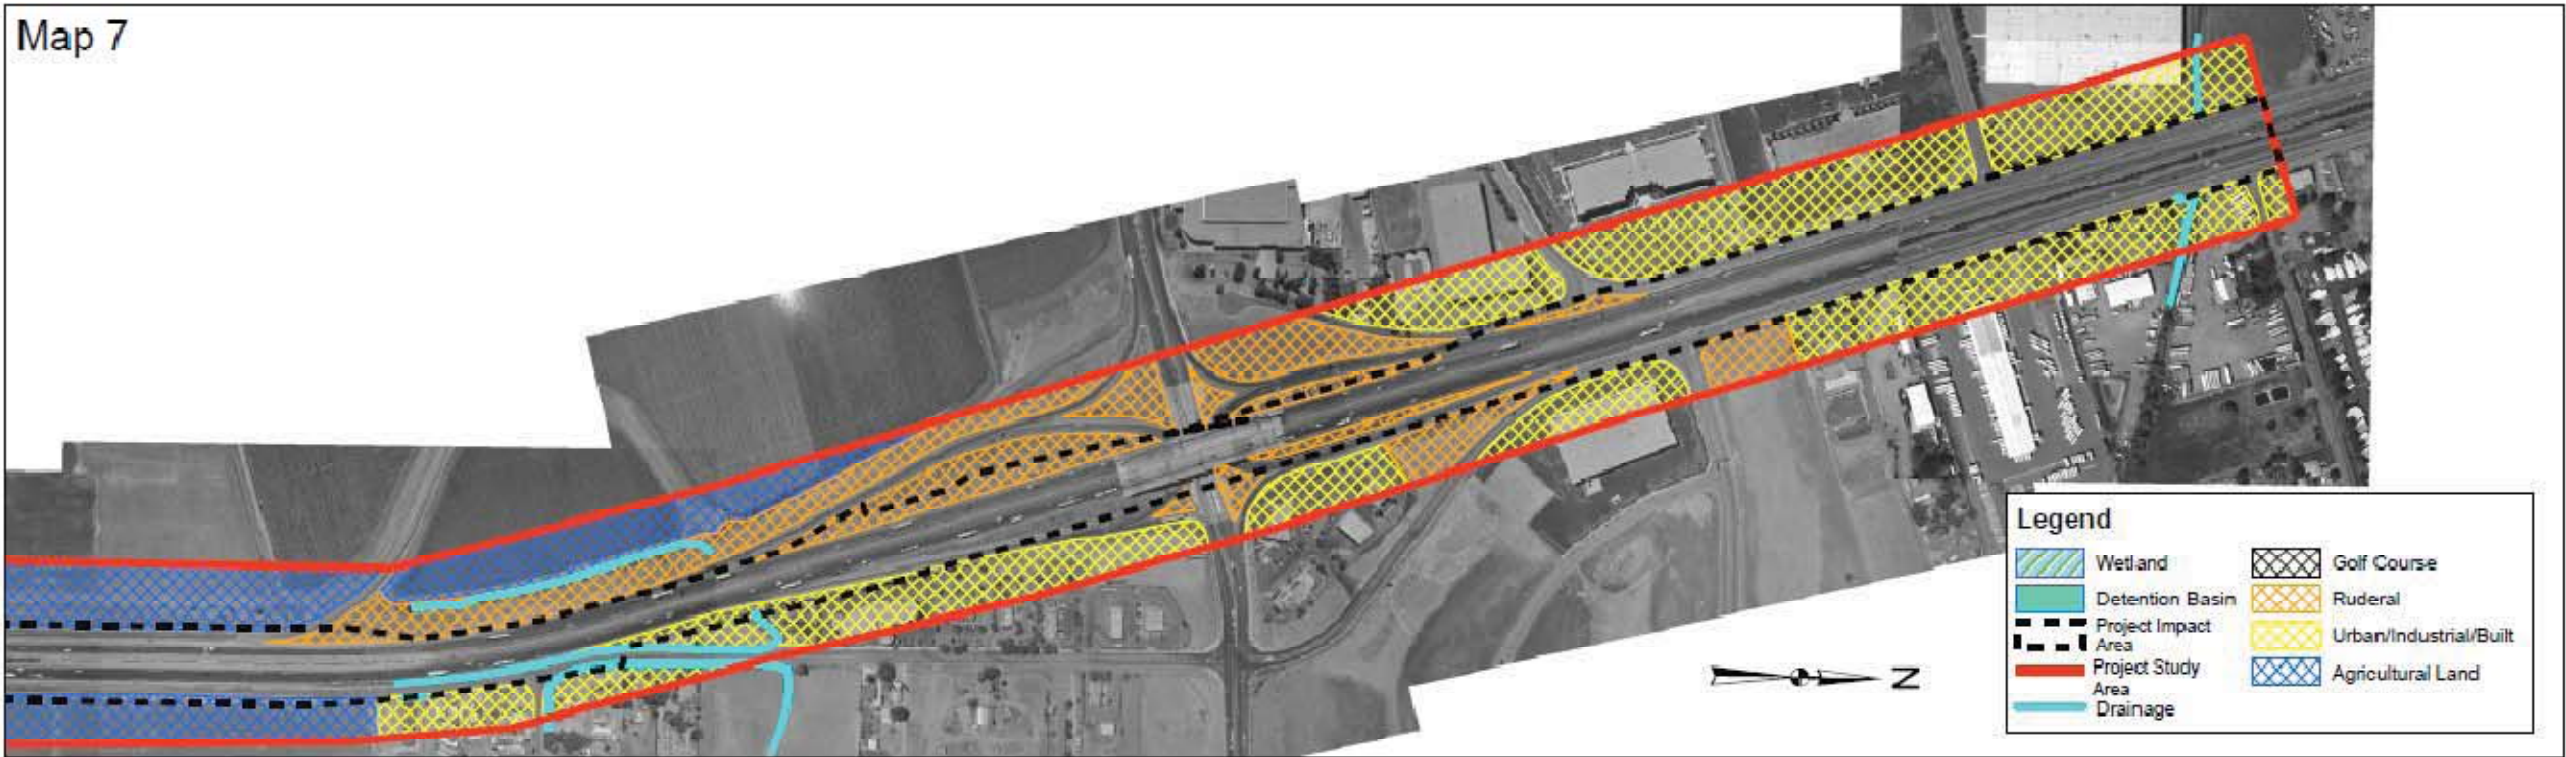 Map 7
N
Legend
Wetland
Detention Basin
Project Impact
Area
Project Study
Area
Drainage
Golf Course
Ruderal
Urban/Industrial/Built
Agricultural Land